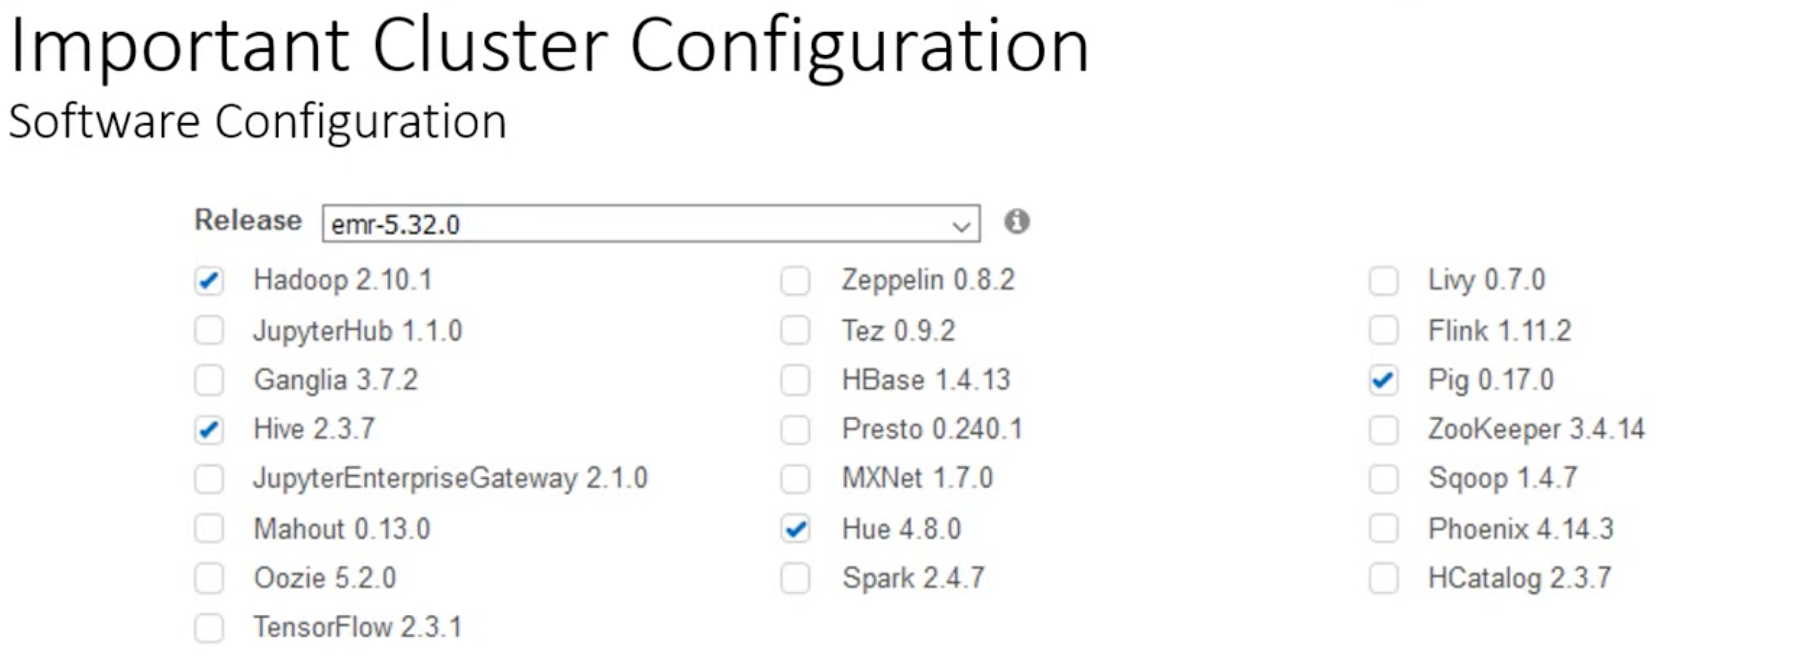 Important Cluster Configuration
Software Configuration
Release emr-5.32.0
Hadoop 2.10.1 Zeppelin 0.8.2 Livy 0.7.0
JupyterHub 1.1.0 Tez 0.9.2 Flink 1.11.2
Ganglia 3.7.2 HBase 1.4.13 Pig 0.17.0
Hive 2.3.7 Presto 0.240.1 ZooKeeper 3.4.14
JupyterEnterpriseGateway 2.1.0 MXNet 1.7.0 Sqoop 1.4.7
Mahout 0.13.0 Hue 4.8.0 Phoenix 4.14.3
Oozie 5.2.0 Spark 2.4.7 HCatalog 2.3.7
TensorFlow 2.3.1